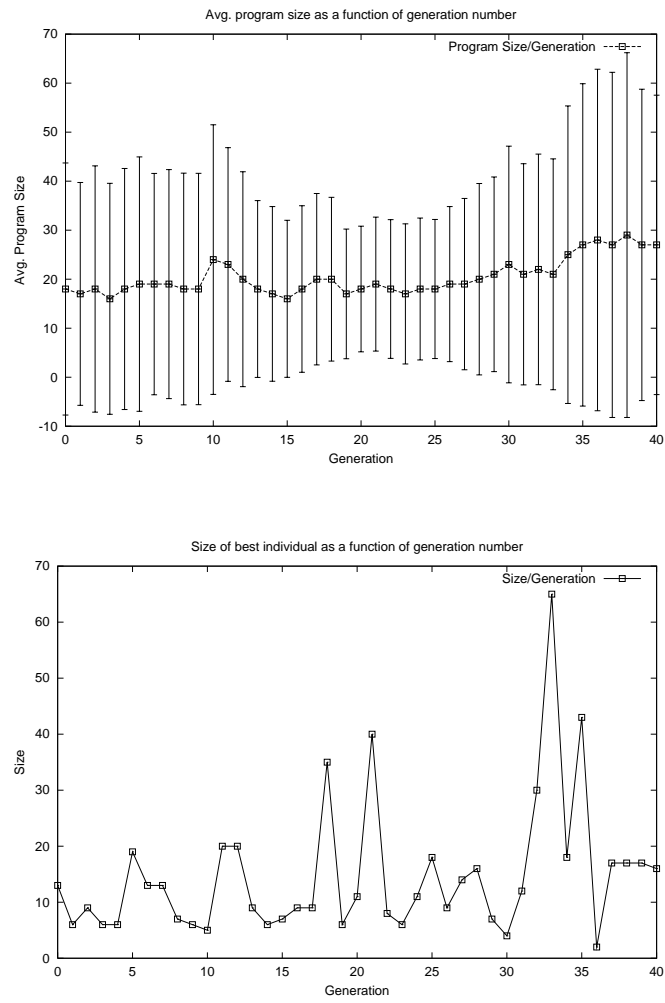 Avg. program size as a function of generation number
70
Program Size/Generation
60
50
40
30
20
10
0
-10
Avg. Program Size
0 5 10 15 20 25 30 35 40
Generation
Size of best individual as a function of generation number
70
Size/Generation
60
50
40
30
20
10
0
Size
0 5 10 15 20 25 30 35 40
Generation